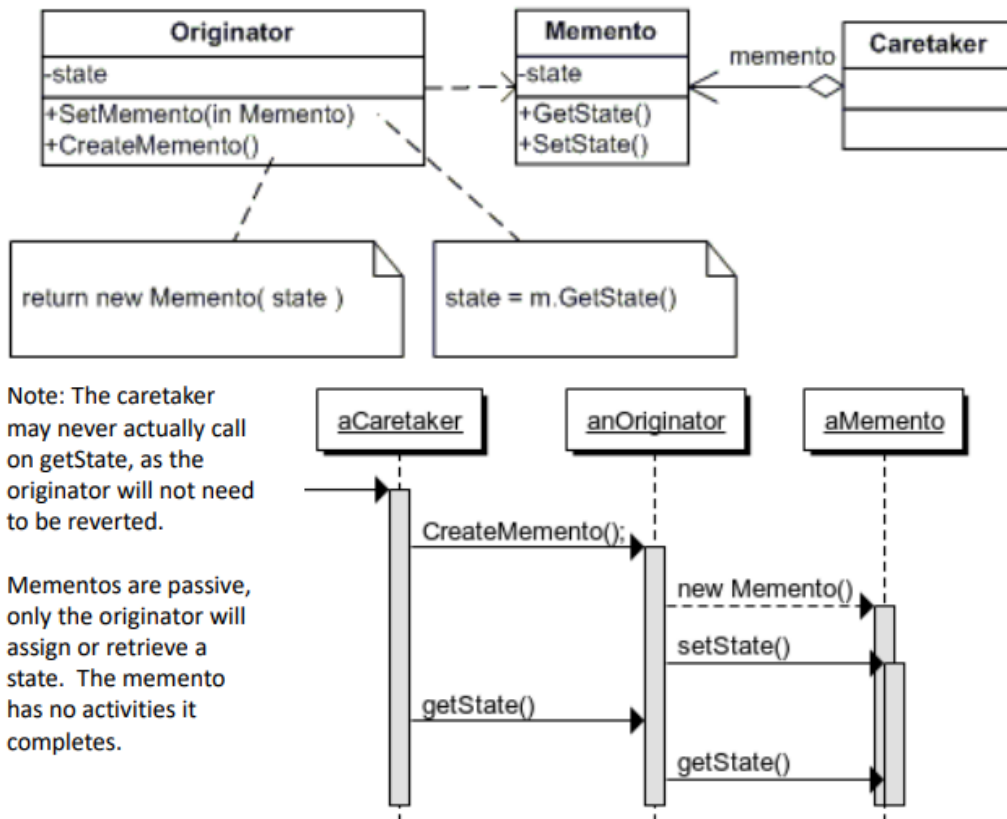 Originator
-state
+SetMemento(in Memento)
+CreateMemento()
Memento
-state
+GetState()
+SetState()
memento
Caretaker
return new Memento( state )
state = m.GetState()
Note: The caretaker
may never actually call
on getState, as the
originator will not need
to be reverted.
Mementos are passive,
only the originator will
assign or retrieve a
state. The memento
has no activities it
completes.
aCaretaker
anOriginator
aMemento
CreateMemento();
new Memento()
setState()
getState()
getState()